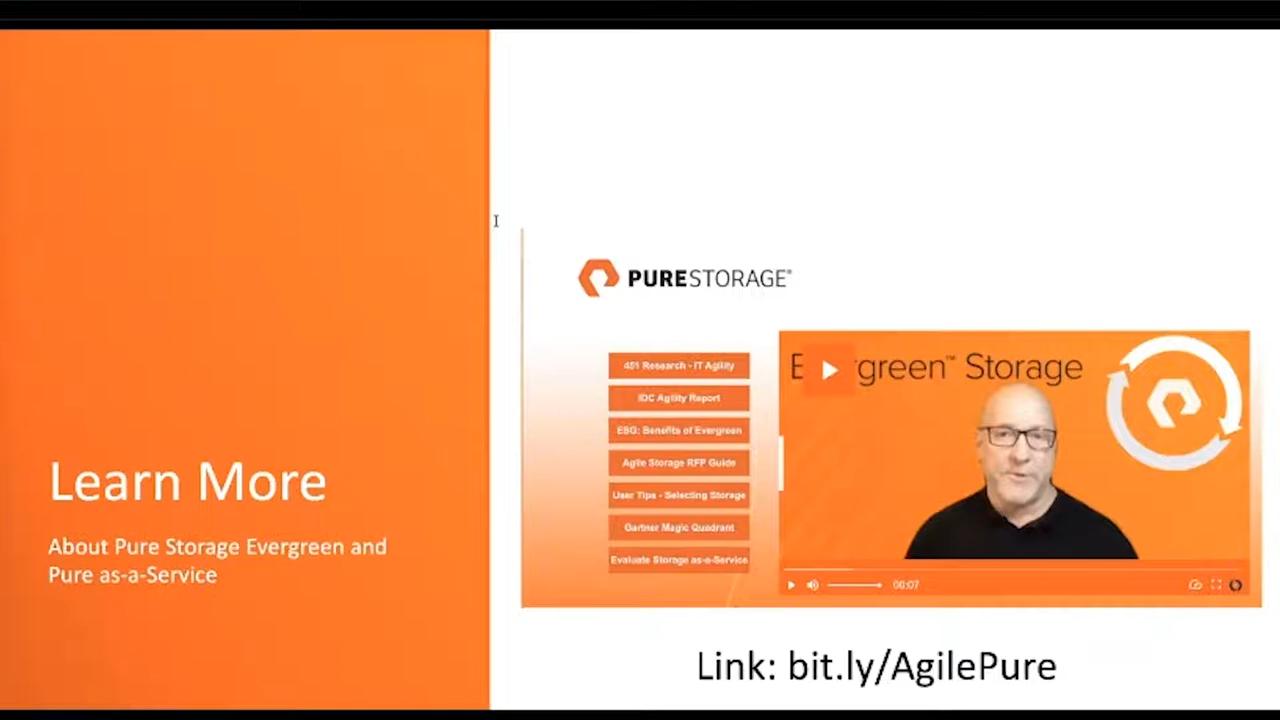 Learn More
About Pure Storage Evergreen and
Pure as-a-Service
PURESTORAGE®
451 Research - IT Agility
IDC Agility Report
ESG: Benefits of Evergreen
Agile Storage RFP Guide
User Tips - Selecting Storage
Gartner Magic Quadrant
Evaluate Storage as-a-Service
green™ Storage
00:07
Link: bit.ly/AgilePure